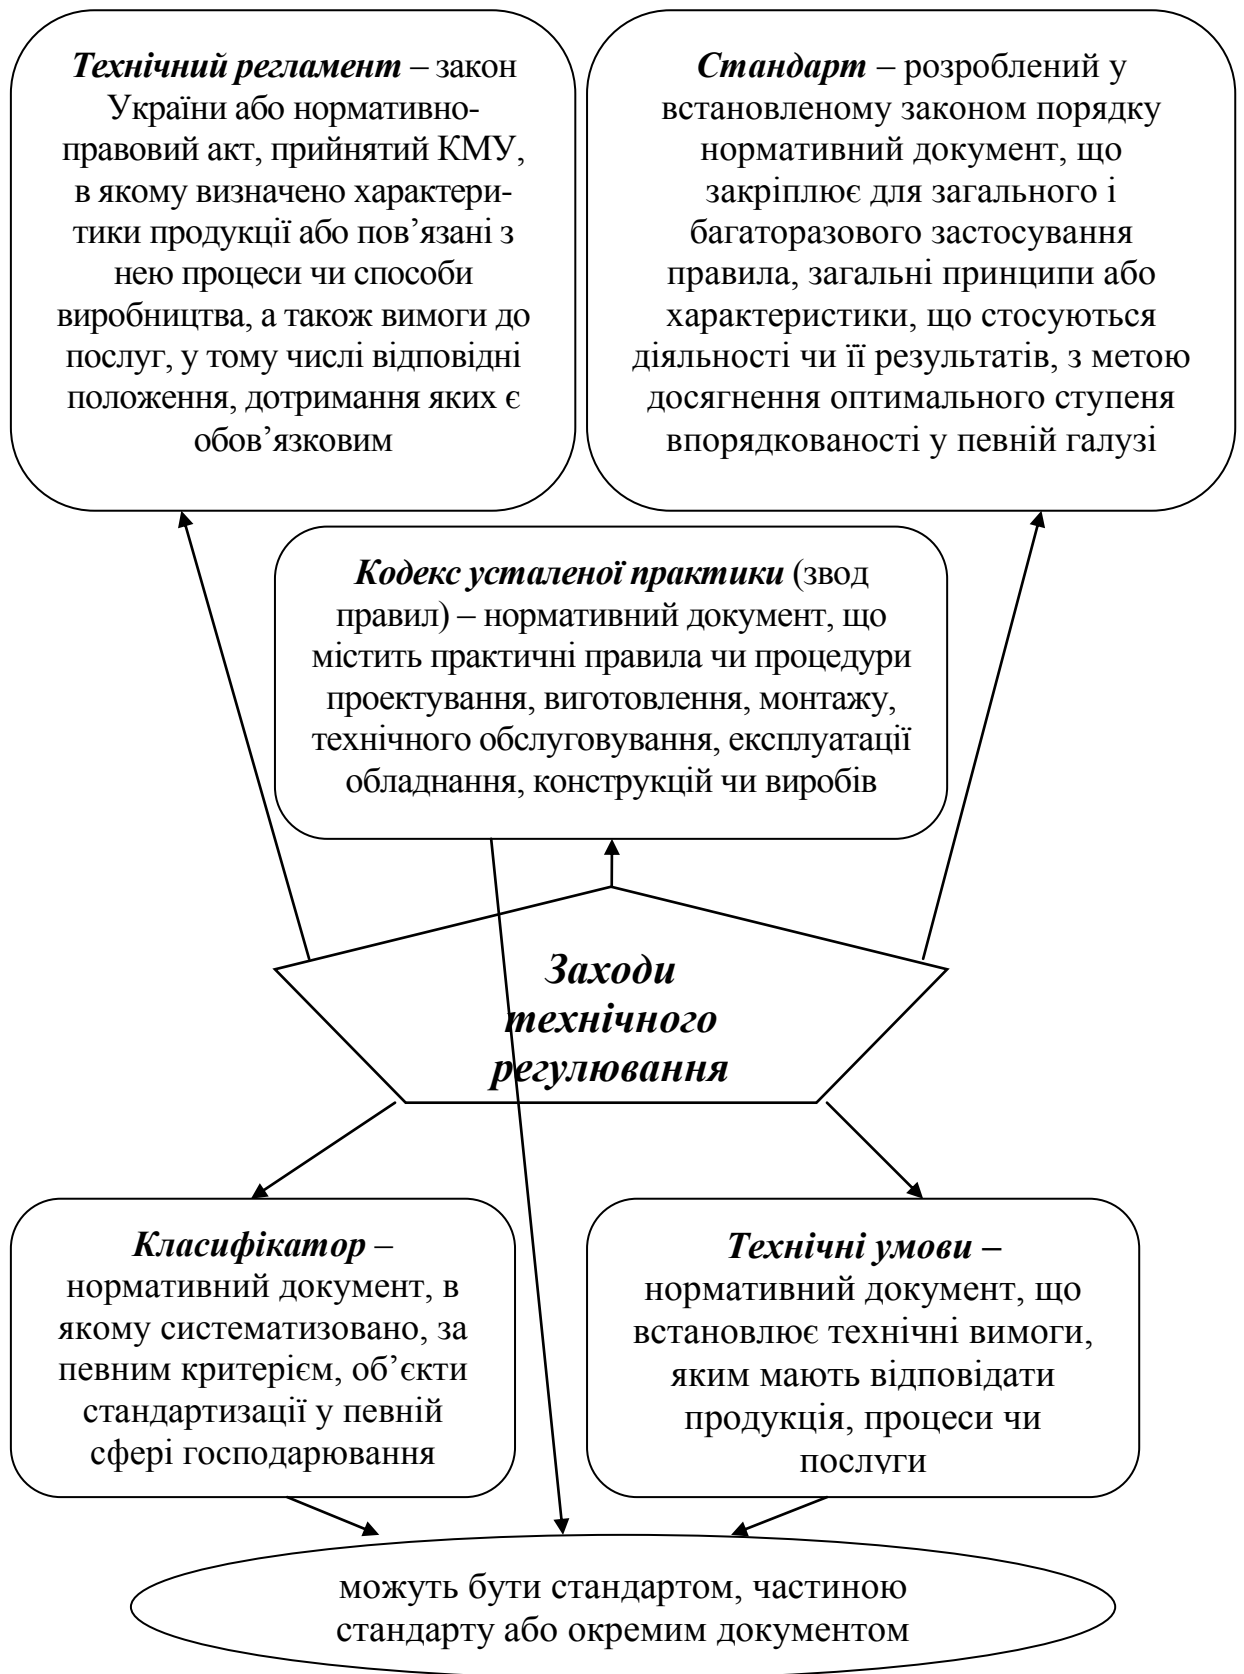 Технічний регламент – закон
України або нормативно-
правовий акт, прийнятий КМУ,
в якому визначено характери-
тики продукції або пов’язані з
нею процеси чи способи
виробництва, а також вимоги до
послуг, у тому числі відповідні
положення, дотримання яких є
обов’язковим
Стандарт – розроблений у
встановленому законом порядку
нормативний документ, що
закріплює для загального і
багаторазового застосування
правила, загальні принципи або
характеристики, що стосуються
діяльності чи її результатів, з метою
досягнення оптимального ступеня
впорядкованості у певній галузі
Кодекс усталеної практики (звод
правил) – нормативний документ, що
містить практичні правила чи процедури
проектування, виготовлення, монтажу,
технічного обслуговування, експлуатації
обладнання, конструкцій чи виробів
Заходи
технічного
регулювання
Класифікатор –
нормативний документ, в
якому систематизовано, за
певним критерієм, об’єкти
стандартизації у певній
сфері господарювання
Технічні умови –
нормативний документ, що
встановлює технічні вимоги,
яким мають відповідати
продукція, процеси чи
послуги
можуть бути стандартом, частиною
стандарту або окремим документом